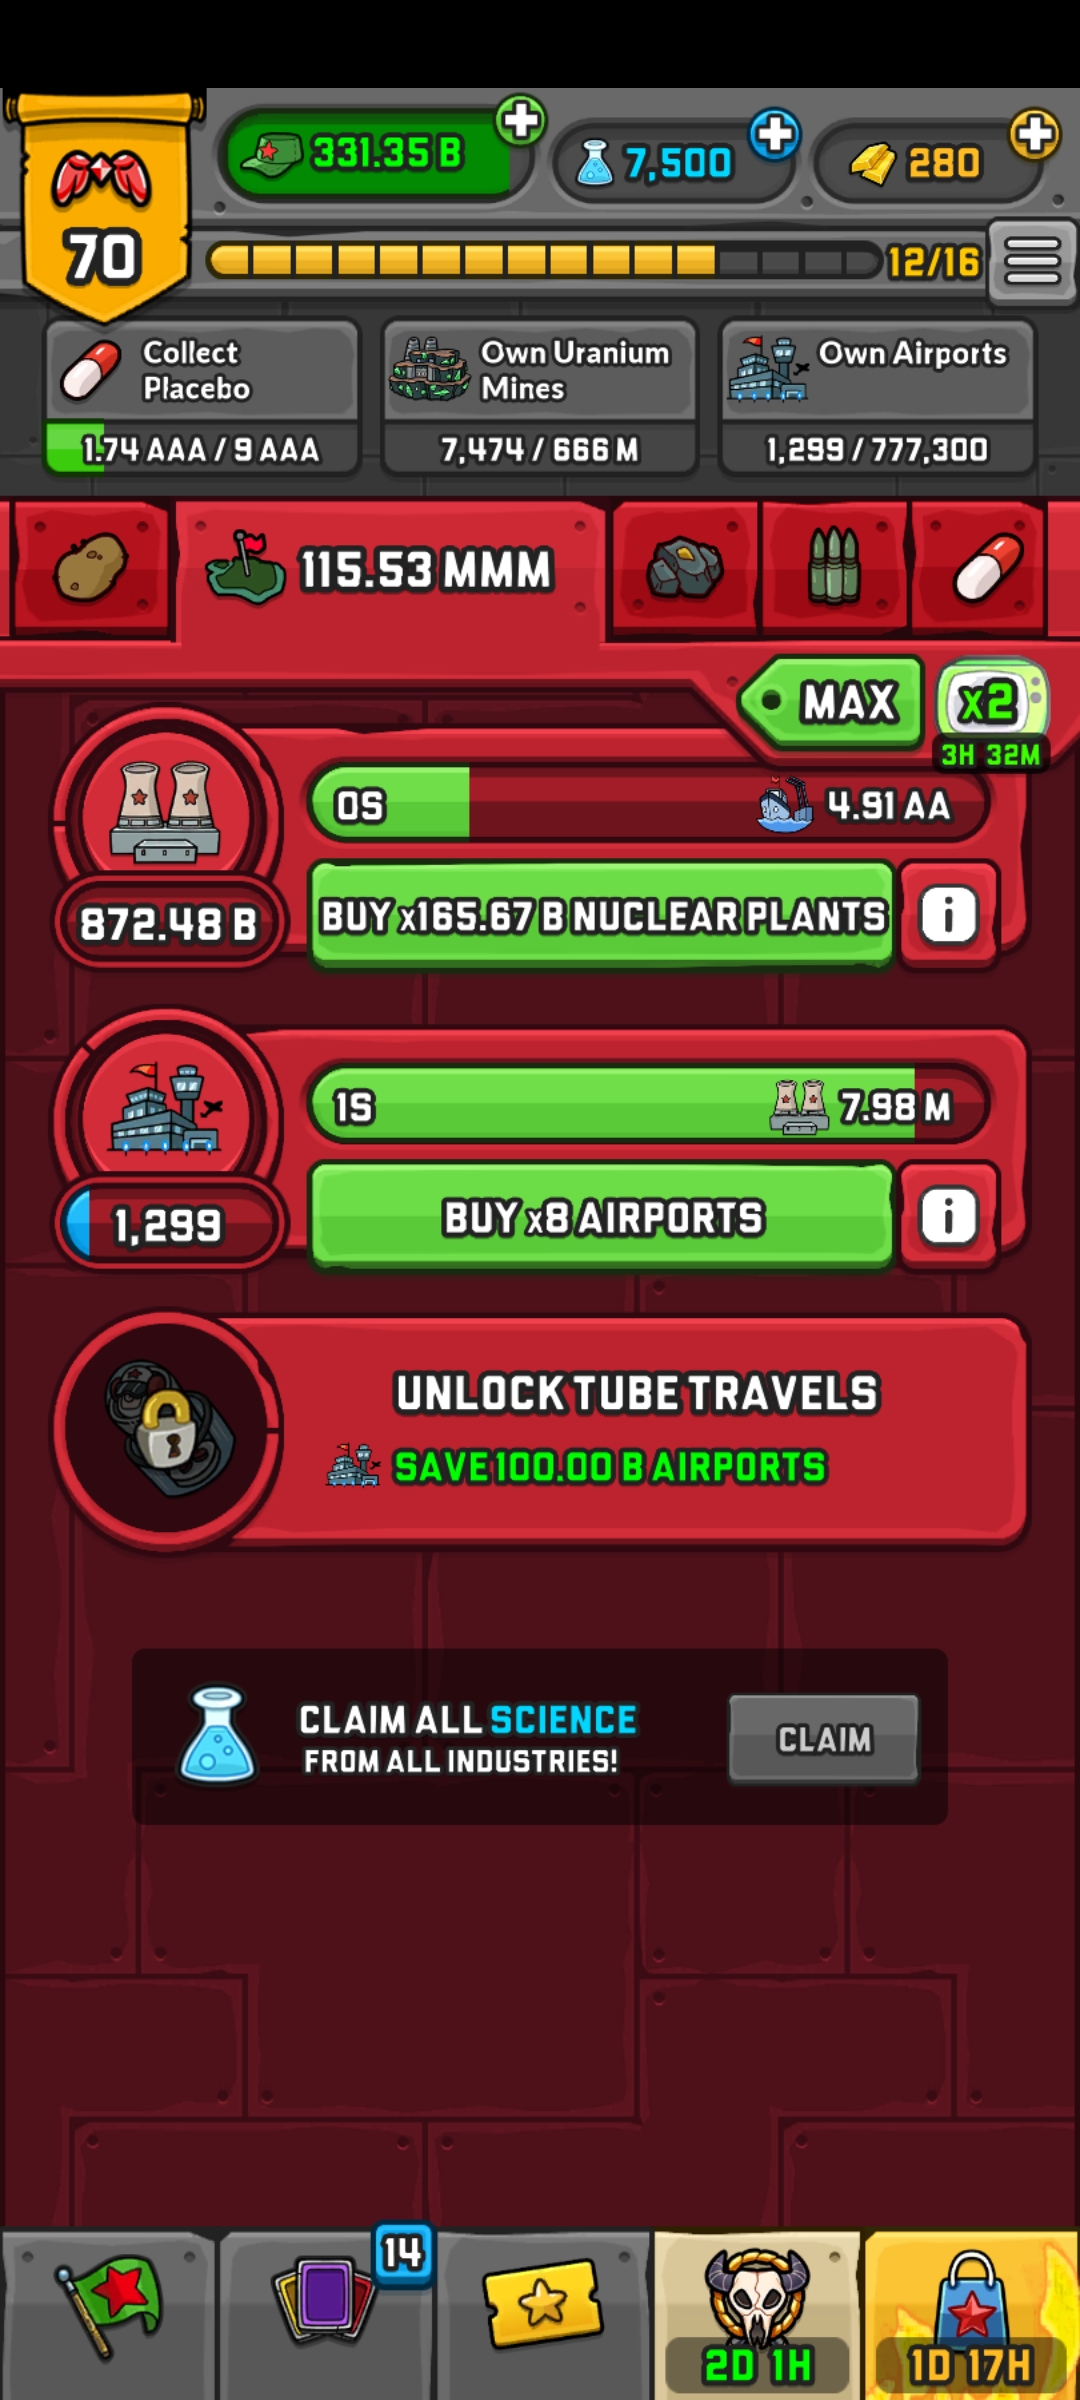 331.35 B
7,500
280
70
12/16
Collect
Placebo
1.74 AAA / 9 AAA
Own Uranium
Mines
7,474 / 666 M
Own Airports
1,299 / 777,300
115.53 MMM
MAX
x2
3H 32M
0S
4.91 AA
872.48 B
BUY x165.67 B NUCLEAR PLANTS
i
1S
7.98 M
1,299
BUY x8 AIRPORTS
i
UNLOCK TUBE TRAVELS
SAVE 100.00 B AIRPORTS
CLAIM ALL SCIENCE
FROM ALL INDUSTRIES!
CLAIM
14
2D 1H
1D 17H